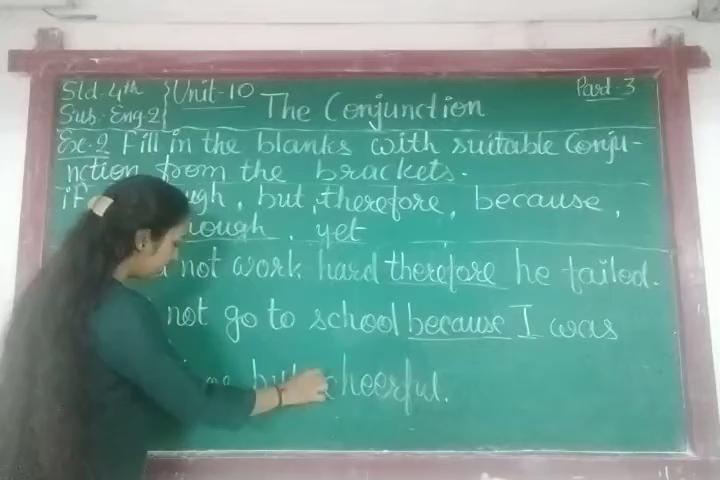 Std-4th Unit-10 Part-3
Sub-Eng-2 The Conjunction
Ex-2 Fill in the blanks with suitable Conju-
nction from the brackets.
if but, therefore, because,
yet
not work hard therefore he failed.
not go to school because I was
but cheerful.